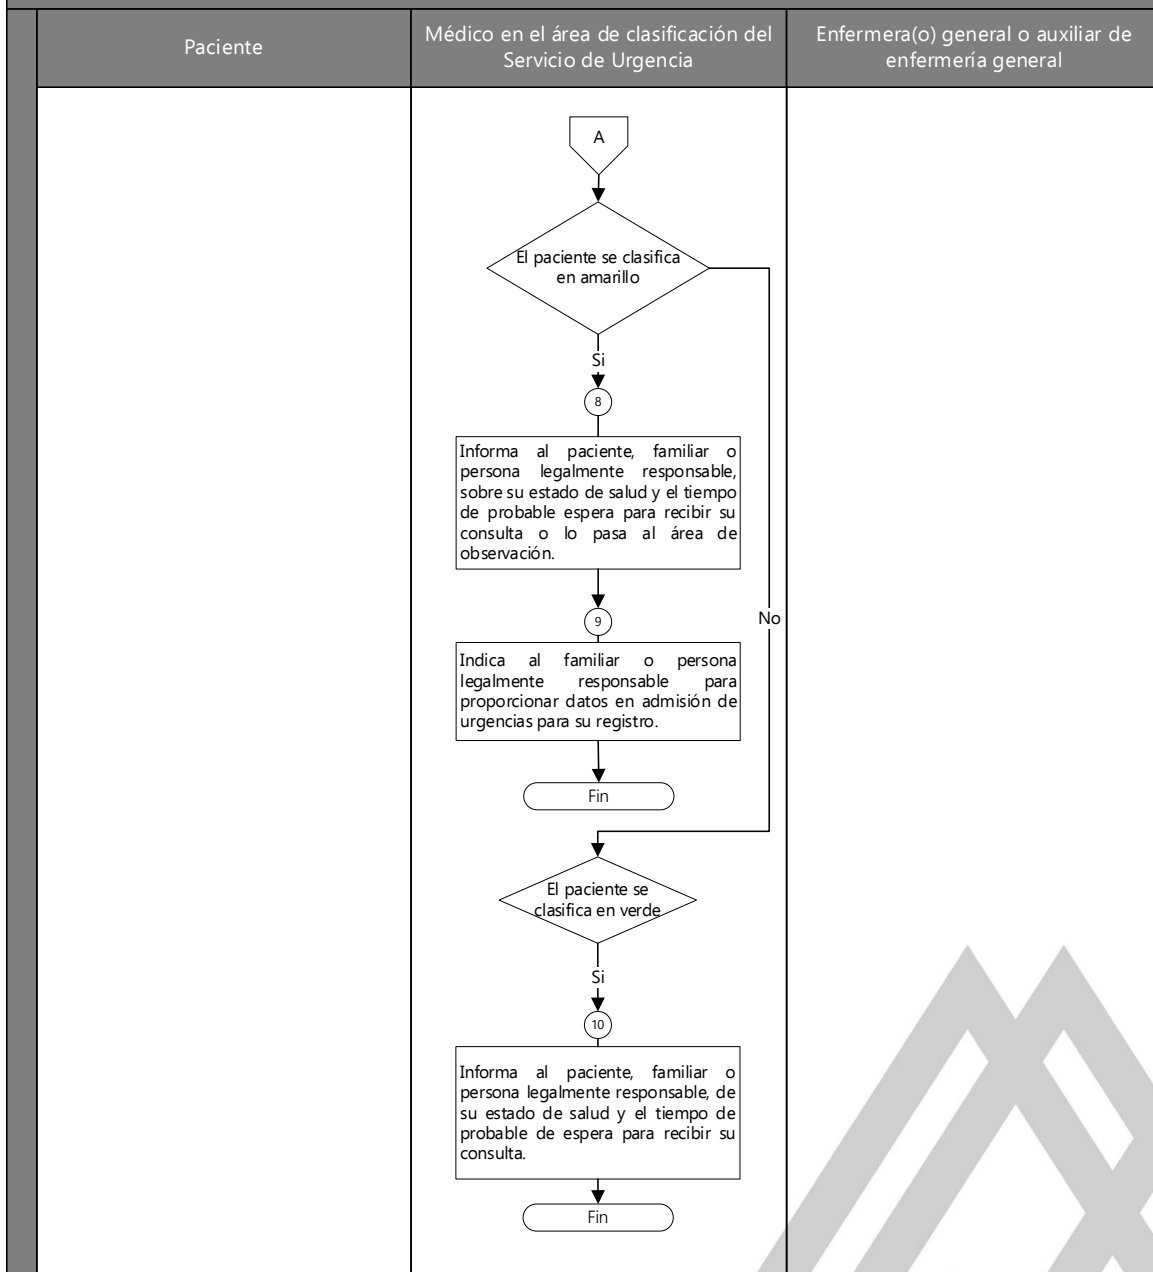 Paciente
Médico en el área de clasificación del
Servicio de Urgencia
Enfermera(o) general o auxiliar de
enfermería general
A
El paciente se clasifica
en amarillo
Si
8
Informa al paciente, familiar o
persona legalmente responsable,
sobre su estado de salud y el tiempo
de probable espera para recibir su
consulta o lo pasa al área de
observación.
9
No
Indica al familiar o persona
legalmente responsable para
proporcionar datos en admisión de
urgencias para su registro.
Fin
El paciente se
clasifica en verde
Si
10
Informa al paciente, familiar o
persona legalmente responsable, de
su estado de salud y el tiempo de
probable de espera para recibir su
consulta.
Fin